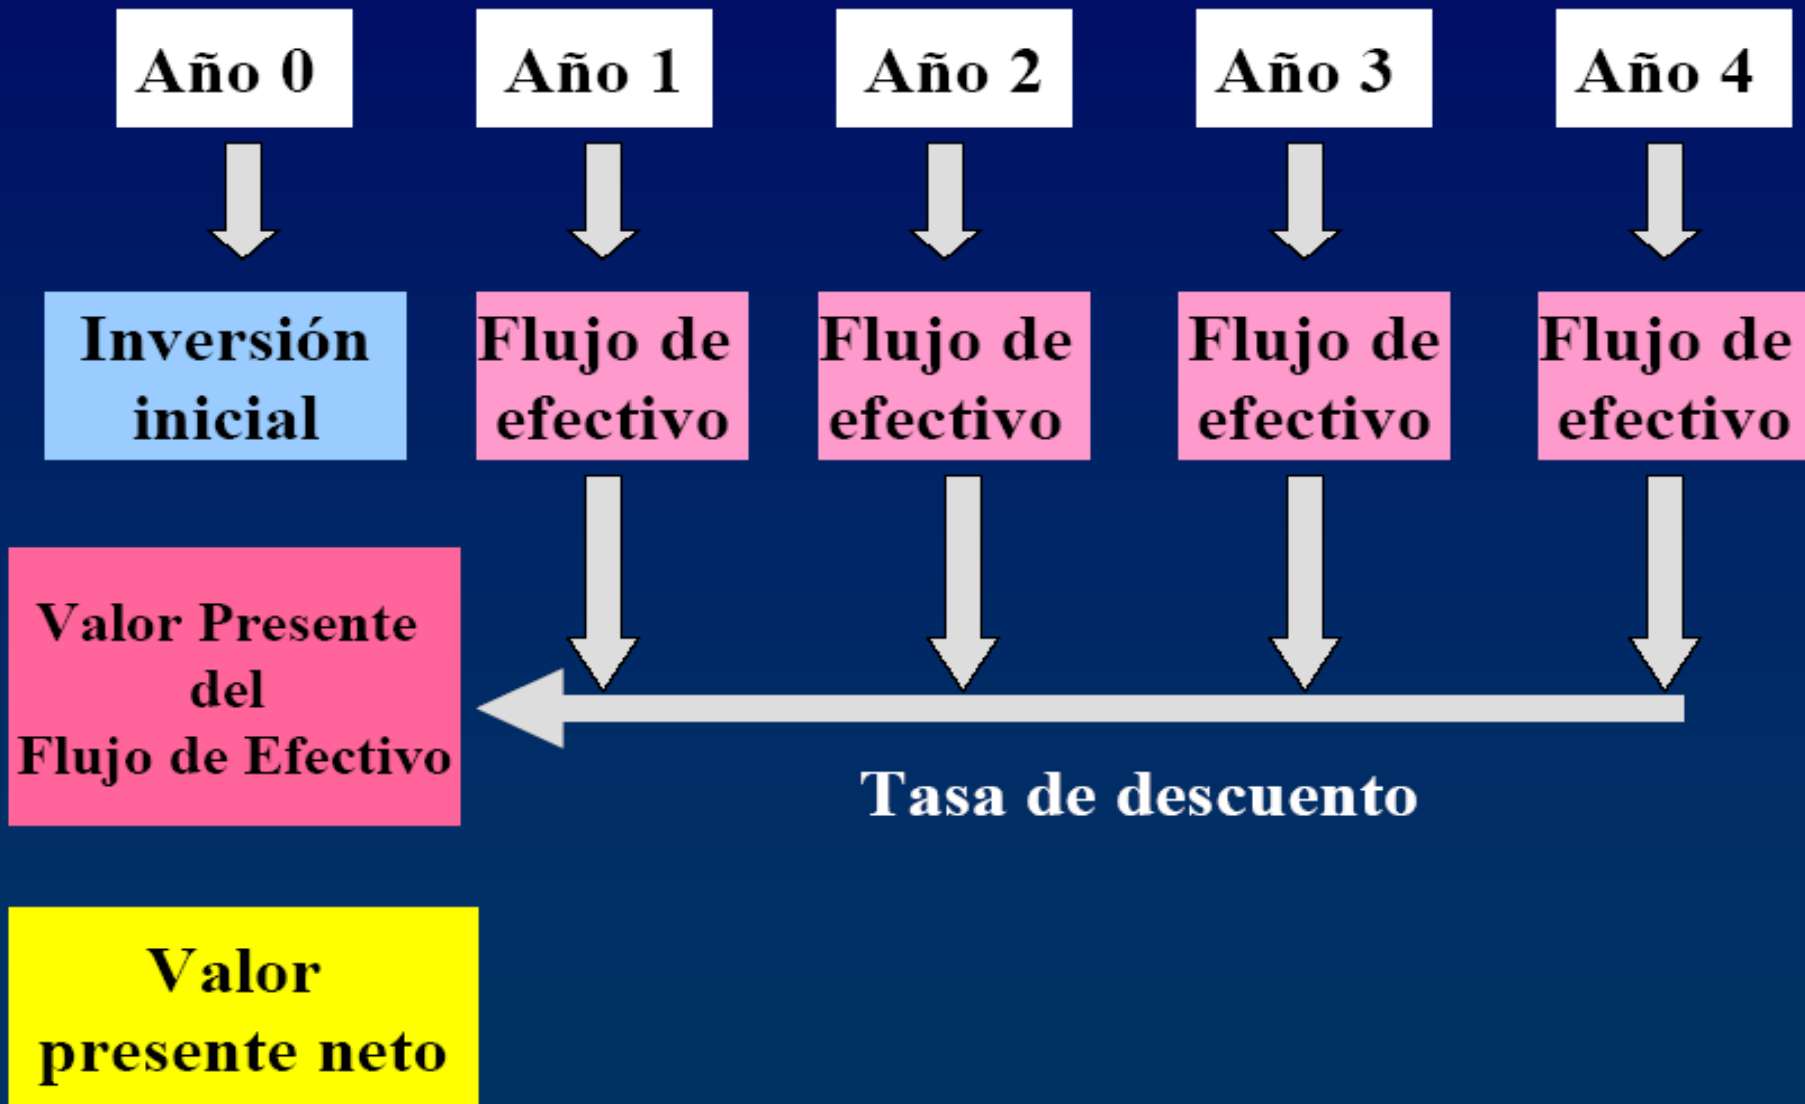 Año 0
Año 1
Año 2
Año 3
Año 4
Inversión
inicial
Flujo de
efectivo
Flujo de
efectivo
Flujo de
efectivo
Flujo de
efectivo
Valor Presente
del
Flujo de Efectivo
Tasa de descuento
Valor
presente neto